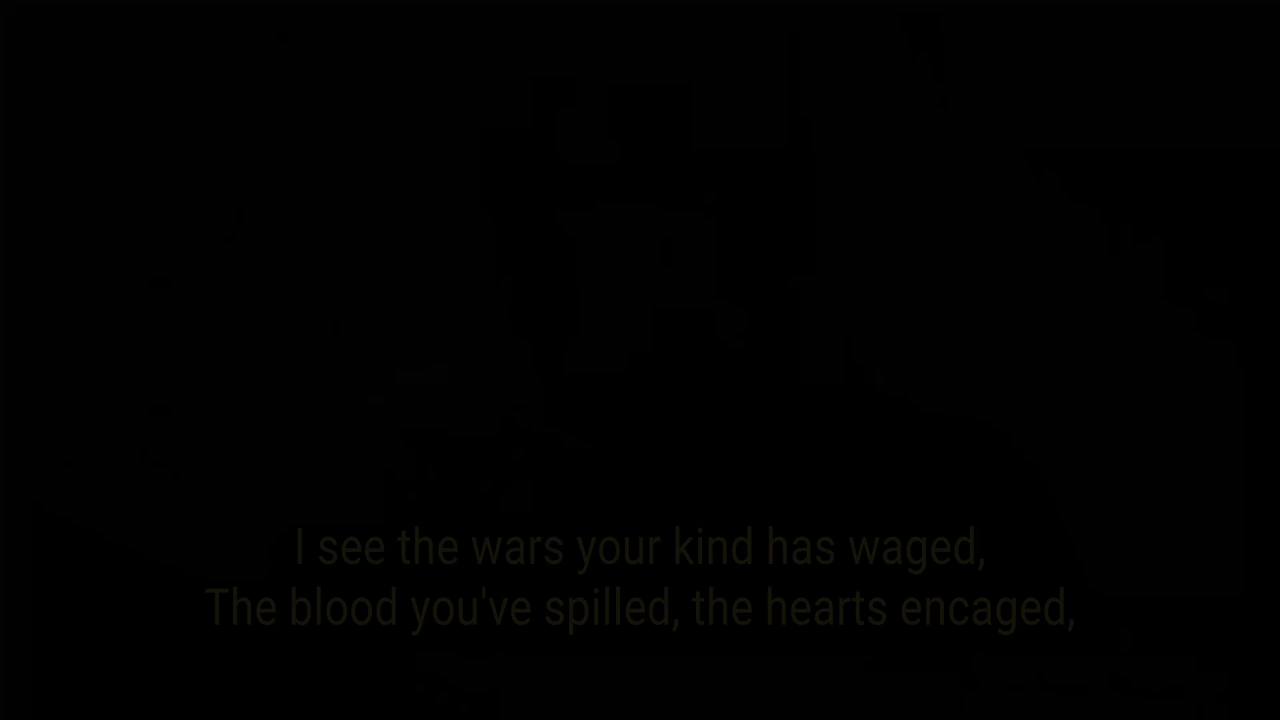 I see the wars your kind has waged,
The blood you've spilled, the hearts encaged,